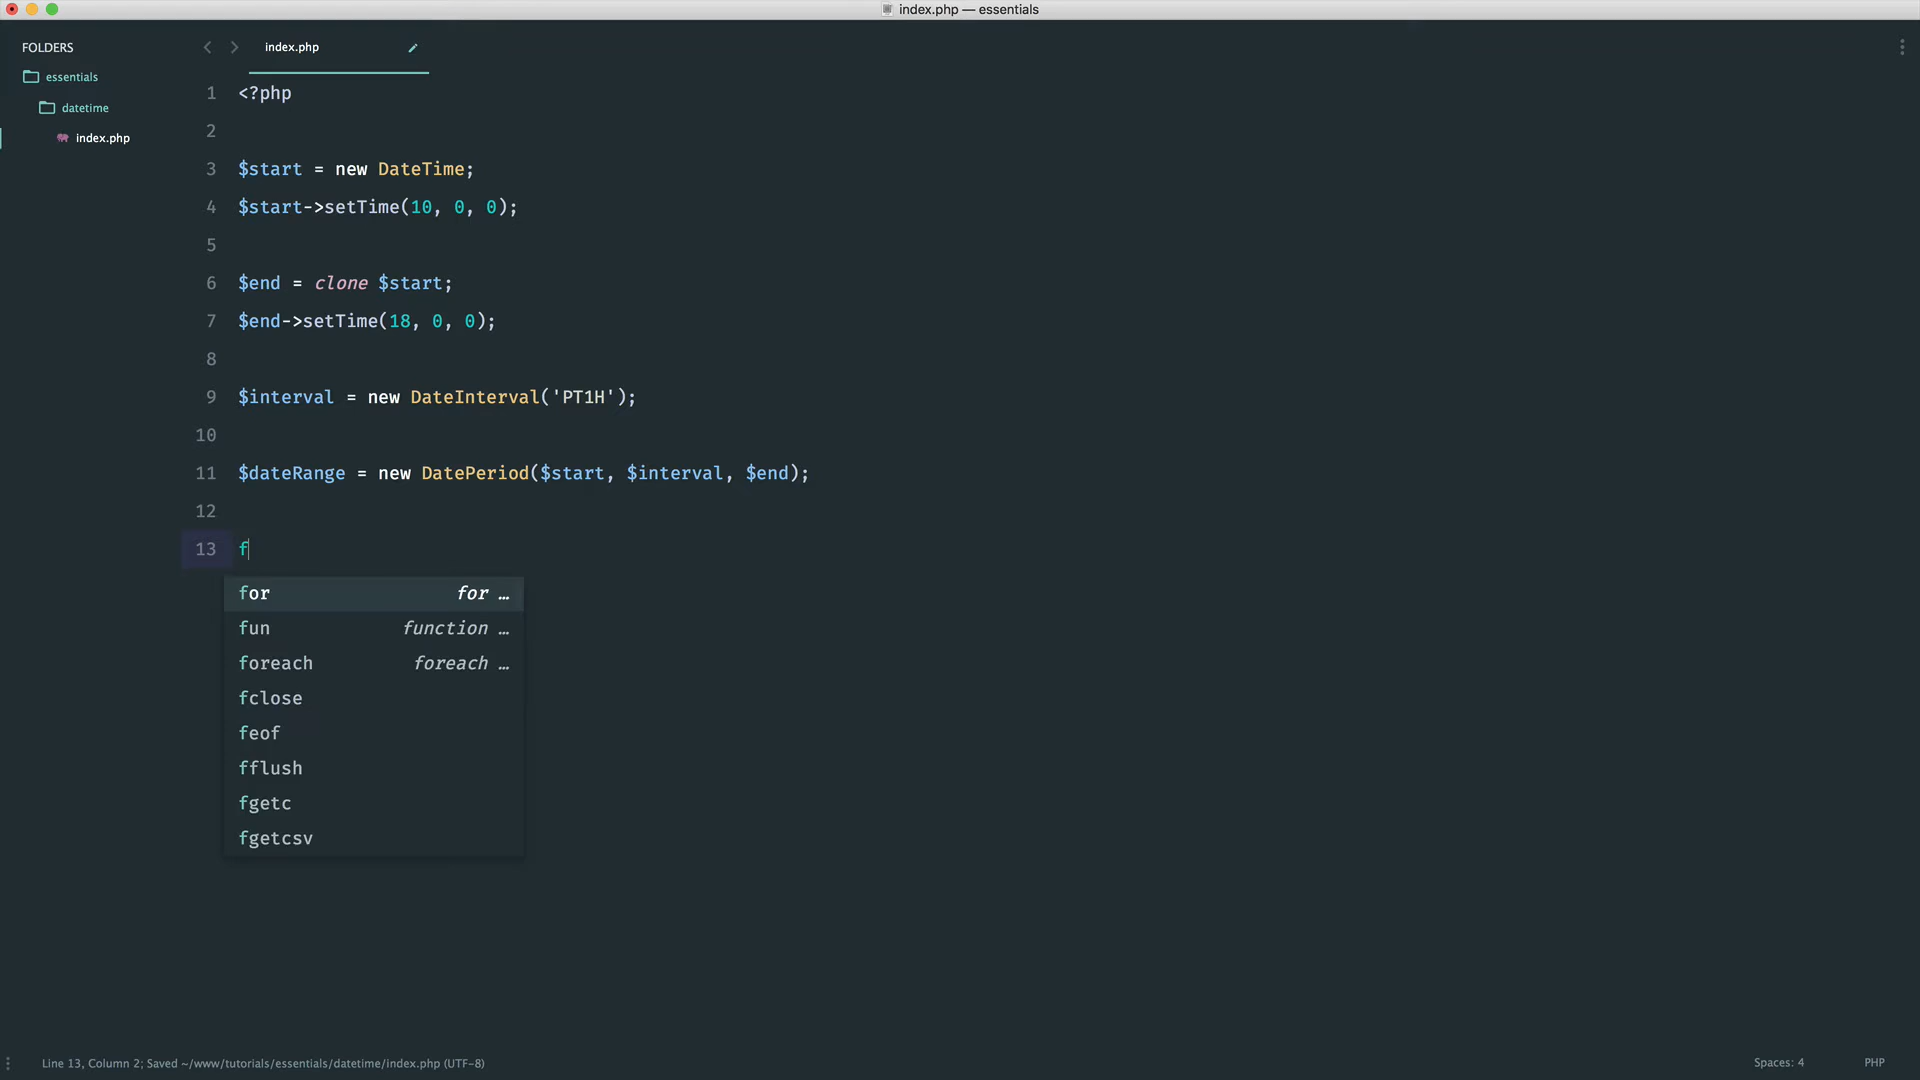 index.php — essentials
FOLDERS
essentials
datetime
index.php
index.php
1 <?php
2
3 $start = new DateTime;
4 $start->setTime(10, 0, 0);
5
6 $end = clone $start;
7 $end->setTime(18, 0, 0);
8
9 $interval = new DateInterval('PT1H');
10
11 $dateRange = new DatePeriod($start, $interval, $end);
12
13 f
for for …
fun function …
foreach foreach …
fclose
feof
fflush
fgetc
fgetcsv
Line 13, Column 2; Saved ~/www/tutorials/essentials/datetime/index.php (UTF-8)
Spaces: 4
PHP